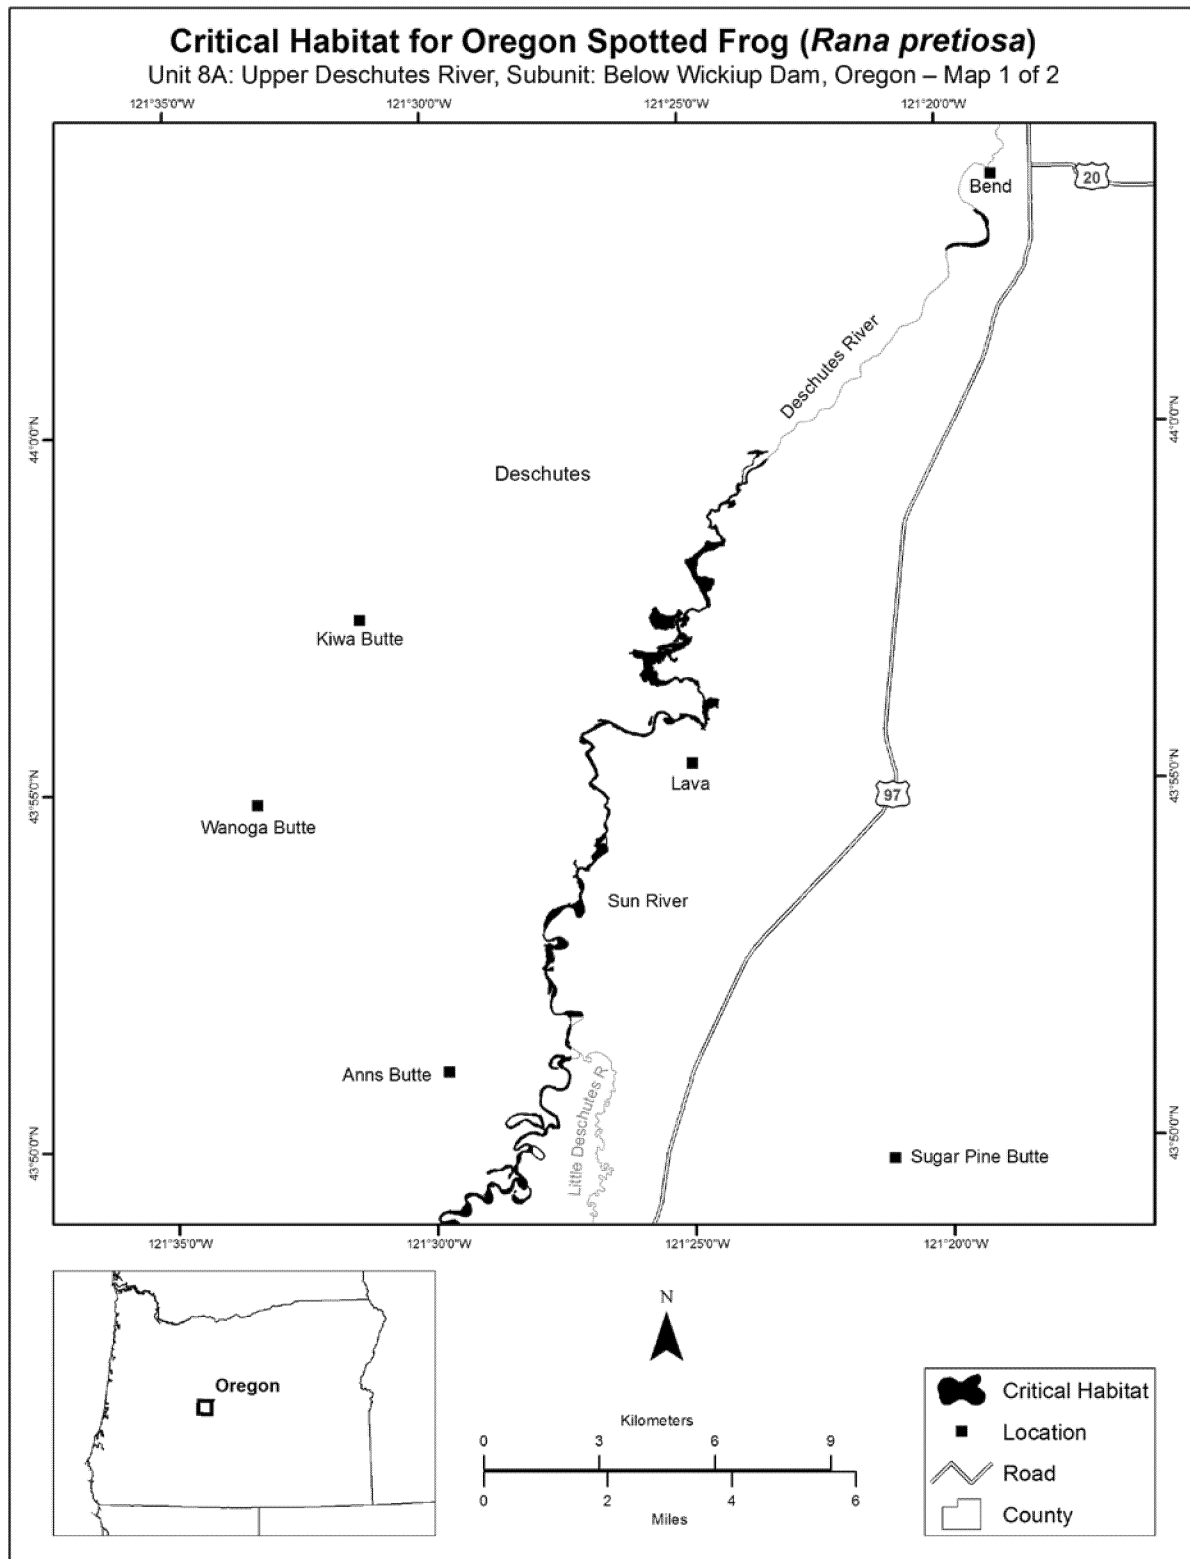 Critical Habitat for Oregon Spotted Frog (Rana pretiosa)
Unit 8A: Upper Deschutes River, Subunit: Below Wickiup Dam, Oregon – Map 1 of 2
121°35'0"W
121°30'0"W
121°25'0"W
121°20'0"W
Bend
20
Deschutes River
44°0'0"N
44°0'0"N
Deschutes
Kiwa Butte
Lava
43°55'0"N
43°55'0"N
97
Wanoga Butte
Sun River
Anns Butte
Little Deschutes R
43°50'0"N
43°50'0"N
Sugar Pine Butte
121°35'0"W
121°30'0"W
121°25'0"W
121°20'0"W
Oregon
N
Kilometers
0 3 6 9
0 2 4 6
Miles
Critical Habitat
Location
Road
County